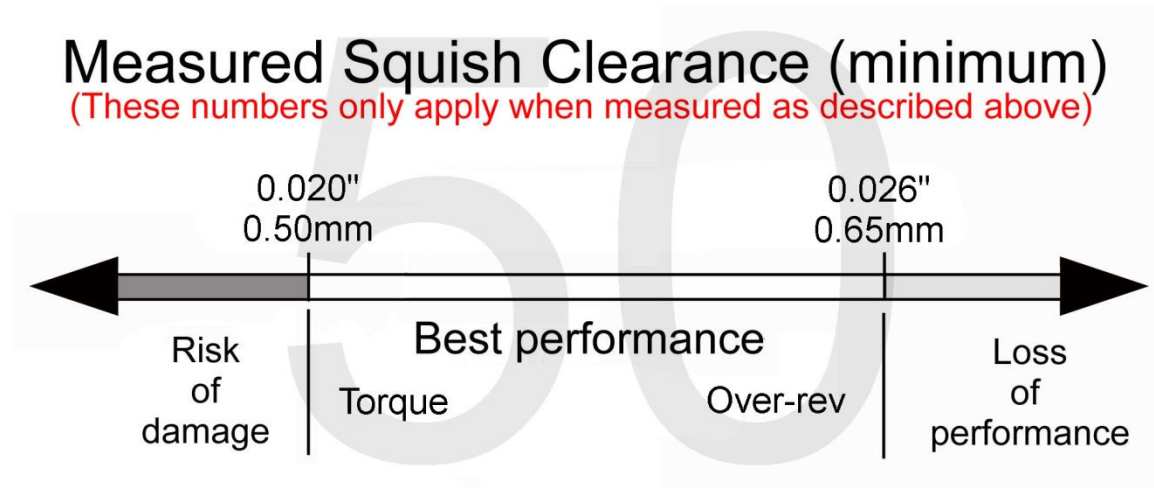 50
Measured Squish Clearance (minimum)
(These numbers only apply when measured as described above)
0.020"
0.50mm
0.026"
0.65mm
Risk
of
damage
Best performance
Torque
Over-rev
Loss
of
performance